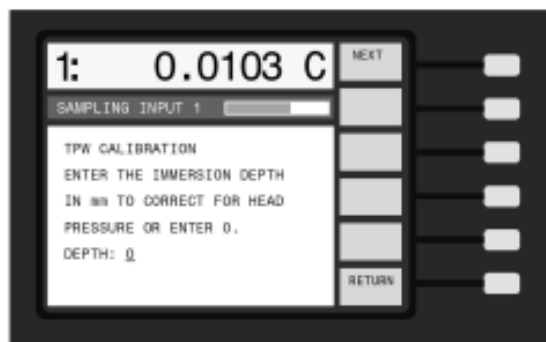 1: 0.0103 C
NEXT
SAMPLING INPUT 1
TPW CALIBRATION
ENTER THE IMMERSION DEPTH
IN mm TO CORRECT FOR HEAD
PRESSURE OR ENTER 0.
DEPTH: 0
RETURN